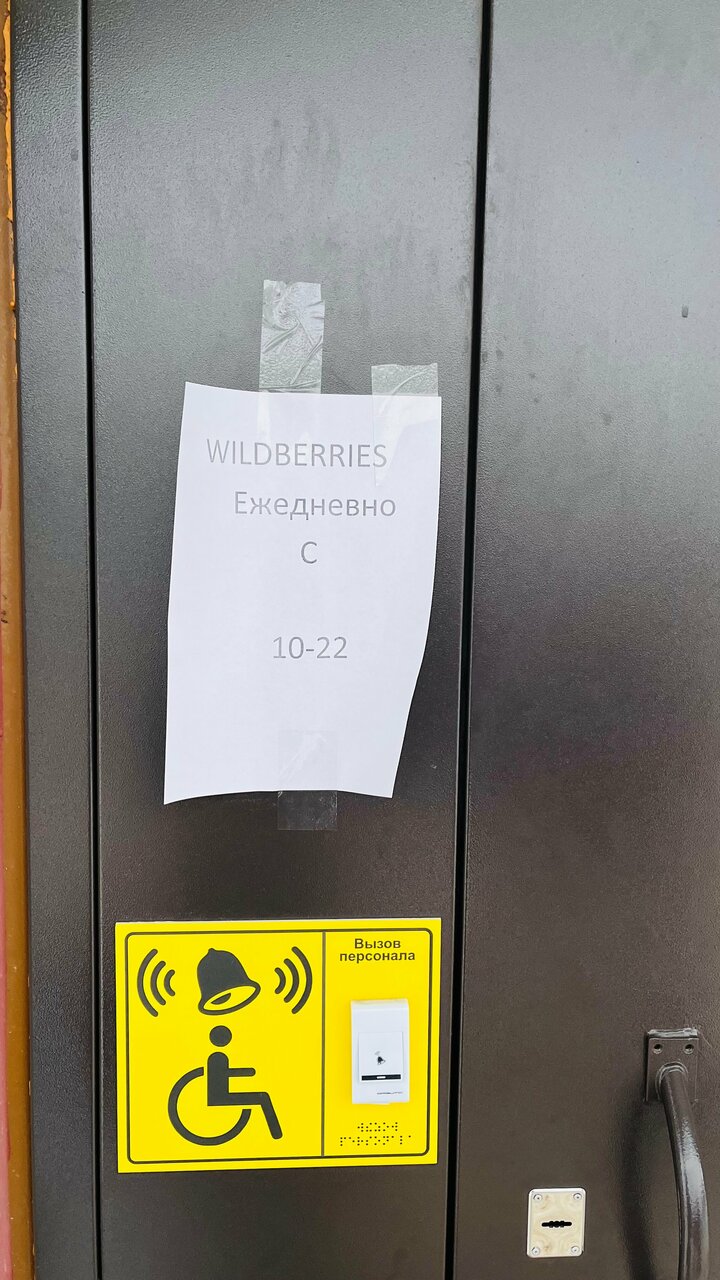 WILDBERRIES
Ежедневно
С
10-22
Вызов
персонала